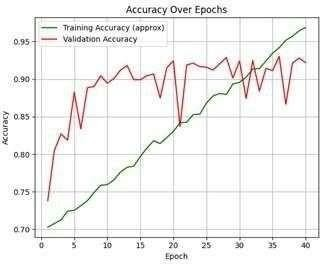 Accuracy Over Epochs
Training Accuracy (approx)
Validation Accuracy
Accuracy
0.95
0.90
0.85
0.80
0.75
0.70
0 5 10 15 20 25 30 35 40
Epoch